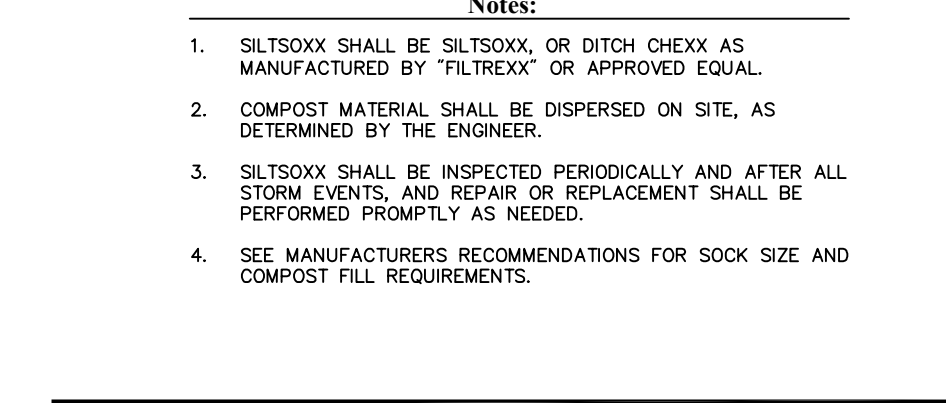 Notes:
1. SILTSOXX SHALL BE SILTSOXX, OR DITCH CHEXX AS
MANUFACTURED BY "FILTREXX" OR APPROVED EQUAL.
2. COMPOST MATERIAL SHALL BE DISPERSED ON SITE, AS
DETERMINED BY THE ENGINEER.
3. SILTSOXX SHALL BE INSPECTED PERIODICALLY AND AFTER ALL
STORM EVENTS, AND REPAIR OR REPLACEMENT SHALL BE
PERFORMED PROMPTLY AS NEEDED.
4. SEE MANUFACTURERS RECOMMENDATIONS FOR SOCK SIZE AND
COMPOST FILL REQUIREMENTS.